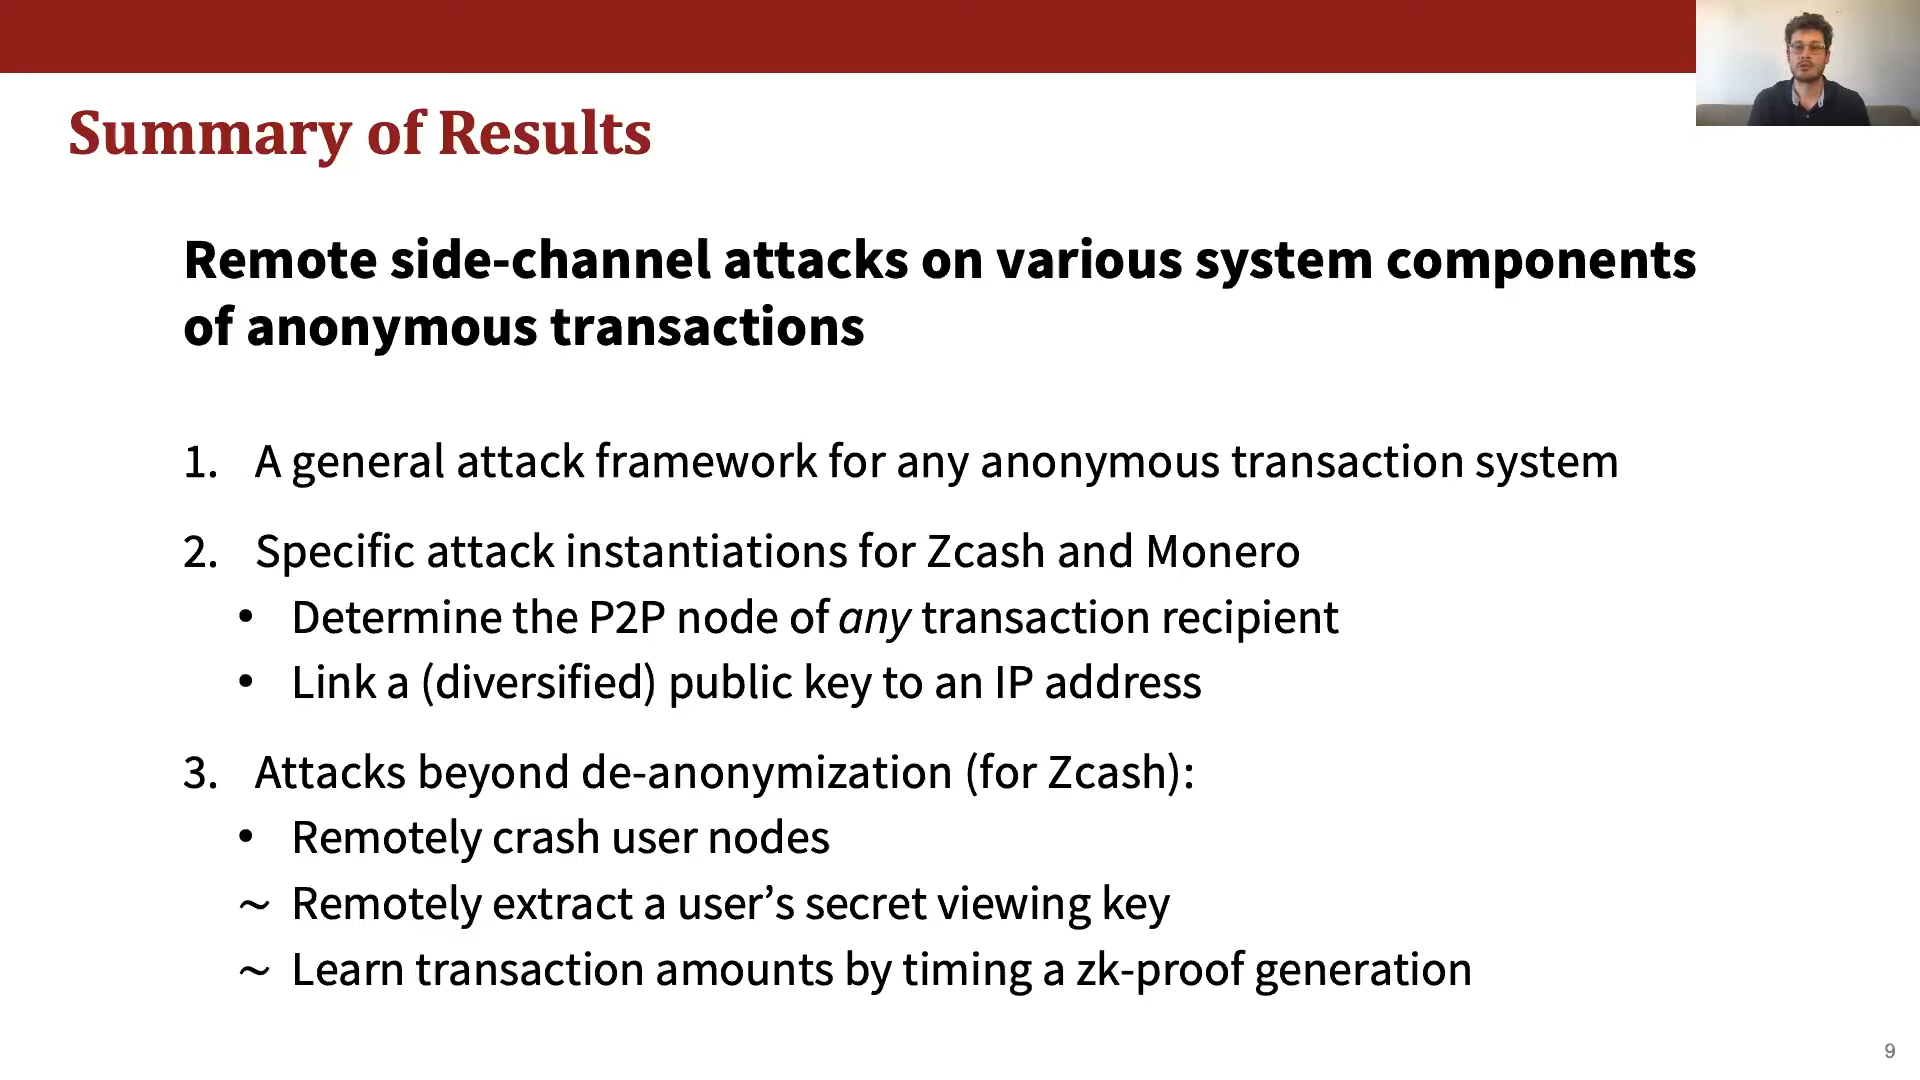 Summary of Results
Remote side-channel attacks on various system components
of anonymous transactions
1. A general attack framework for any anonymous transaction system
2. Specific attack instantiations for Zcash and Monero
• Determine the P2P node of any transaction recipient
• Link a (diversified) public key to an IP address
3. Attacks beyond de-anonymization (for Zcash):
• Remotely crash user nodes
~ Remotely extract a user’s secret viewing key
~ Learn transaction amounts by timing a zk-proof generation
9